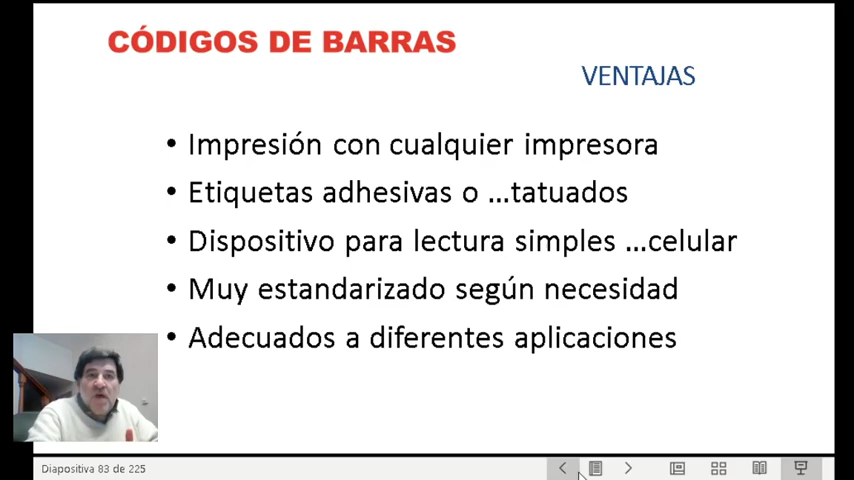 CÓDIGOS DE BARRAS
VENTAJAS
• Impresión con cualquier impresora
• Etiquetas adhesivas o ...tatuados
• Dispositivo para lectura simples ...celular
• Muy estandarizado según necesidad
• Adecuados a diferentes aplicaciones
Diapositiva 83 de 225